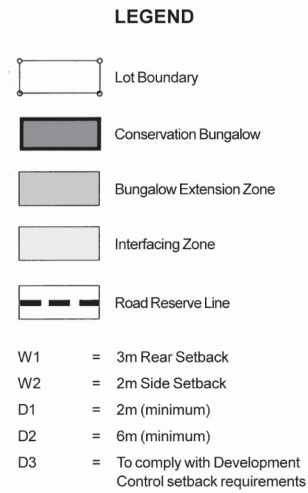 LEGEND
Lot Boundary
Conservation Bungalow
Bungalow Extension Zone
Interfacing Zone
Road Reserve Line
W1 = 3m Rear Setback
W2 = 2m Side Setback
D1 = 2m (minimum)
D2 = 6m (minimum)
D3 = To comply with Development
Control setback requirements